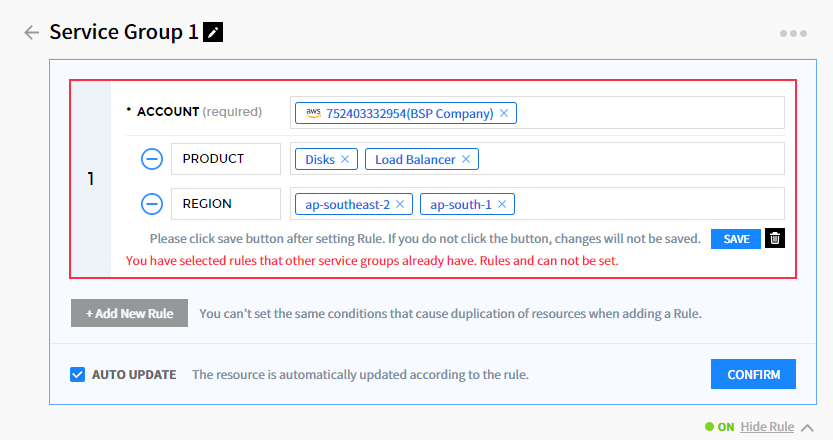 Service Group 1
* ACCOUNT (required) aws 752403332954(BSP Company) ×
1
PRODUCT Disks × Load Balancer ×
REGION ap-southeast-2 × ap-south-1 ×
Please click save button after setting Rule. If you do not click the button, changes will not be saved. SAVE
You have selected rules that other service groups already have. Rules and can not be set.
+ Add New Rule You can't set the same conditions that cause duplication of resources when adding a Rule.
AUTO UPDATE The resource is automatically updated according to the rule. CONFIRM
ON Hide Rule